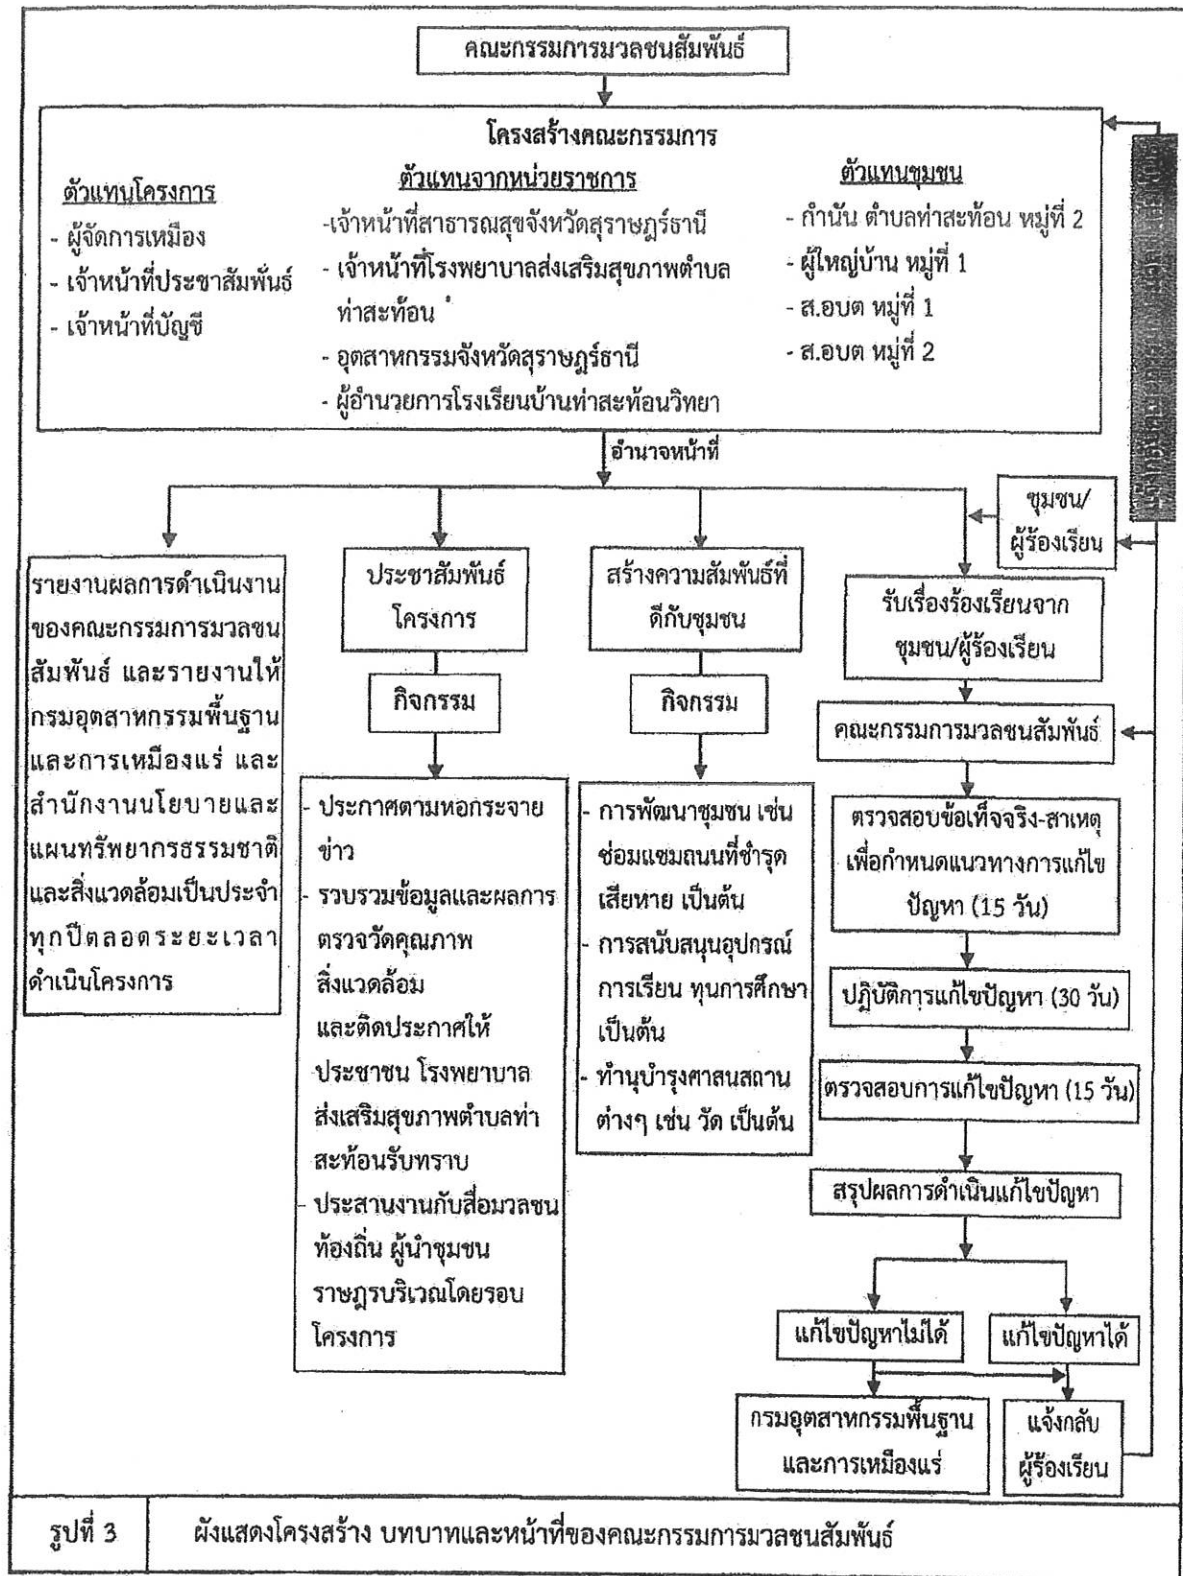 คณะกรรมการมวลชนสัมพันธ์
โครงสร้างคณะกรรมการ
ตัวแทนโครงการ
- ผู้จัดการเหมือง
- เจ้าหน้าที่ประชาสัมพันธ์
- เจ้าหน้าที่บัญชี
ตัวแทนจากหน่วยราชการ
-เจ้าหน้าที่สาธารณสุขจังหวัดสุราษฎร์ธานี
- เจ้าหน้าที่โรงพยาบาลส่งเสริมสุขภาพตำบล
ท่าสะท้อน
- อุตสาหกรรมจังหวัดสุราษฎร์ธานี
- ผู้อำนวยการโรงเรียนบ้านท่าสะท้อนวิทยา
ตัวแทนชุมชน
- กำนัน ตำบลท่าสะท้อน หมู่ที่ 2
- ผู้ใหญ่บ้าน หมู่ที่ 1
- ส.อบต หมู่ที่ 1
- ส.อบต หมู่ที่ 2
อำนาจหน้าที่
รายงานผลการดำเนินงาน
ของคณะกรรมการมวลชน
สัมพันธ์ และรายงานให้
กรมอุตสาหกรรมพื้นฐาน
และการเหมืองแร่ และ
สำนักงานนโยบายและ
แผนทรัพยากรธรรมชาติ
และสิ่งแวดล้อมเป็นประจำ
ทุกปีตลอดระยะเวลา
ดำเนินโครงการ
ประชาสัมพันธ์
โครงการ
กิจกรรม
- ประกาศตามหอกระจาย
ข่าว
- รวบรวมข้อมูลและผลการ
ตรวจวัดคุณภาพ
สิ่งแวดล้อม
และติดประกาศให้
ประชาชน โรงพยาบาล
ส่งเสริมสุขภาพตำบลท่า
สะท้อนรับทราบ
- ประสานงานกับสื่อมวลชน
ท้องถิ่น ผู้นำชุมชน
ราษฎรบริเวณโดยรอบ
โครงการ
สร้างความสัมพันธ์ที่
ดีกับชุมชน
กิจกรรม
- การพัฒนาชุมชน เช่น
ซ่อมแซมถนนที่ชำรุด
เสียหาย เป็นต้น
- การสนับสนุนอุปกรณ์
การเรียน ทุนการศึกษา
เป็นต้น
- ทำนุบำรุงศาสนสถาน
ต่างๆ เช่น วัด เป็นต้น
ชุมชน/
ผู้ร้องเรียน
รับเรื่องร้องเรียนจาก
ชุมชน/ผู้ร้องเรียน
คณะกรรมการมวลชนสัมพันธ์
ตรวจสอบข้อเท็จจริง-สาเหตุ
เพื่อกำหนดแนวทางการแก้ไข
ปัญหา (15 วัน)
ปฏิบัติการแก้ไขปัญหา (30 วัน)
ตรวจสอบการแก้ไขปัญหา (15 วัน)
สรุปผลการดำเนินแก้ไขปัญหา
แก้ไขปัญหาไม่ได้
แก้ไขปัญหาได้
กรมอุตสาหกรรมพื้นฐาน
และการเหมืองแร่
แจ้งกลับ
ผู้ร้องเรียน
รูปที่ 3
ผังแสดงโครงสร้าง บทบาทและหน้าที่ของคณะกรรมการมวลชนสัมพันธ์